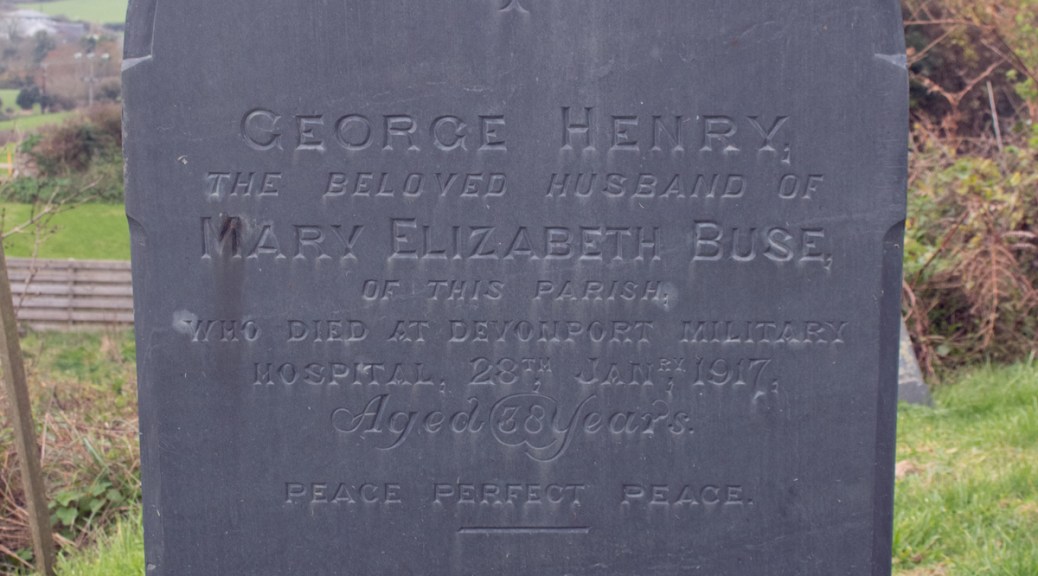 GEORGE HENRY,
THE BELOVED HUSBAND OF
MARY ELIZABETH BUSE,
OF THIS PARISH,
WHO DIED AT DEVONPORT MILITARY
HOSPITAL, 28TH, JANRY, 1917,
Aged 38 Years.
PEACE PERFECT PEACE.